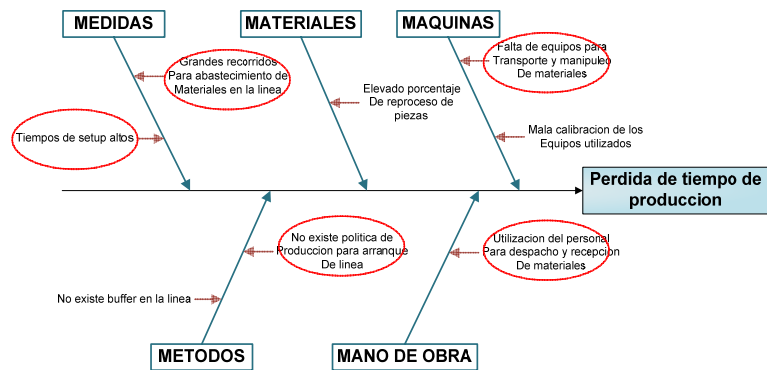 MEDIDAS
MATERIALES
MAQUINAS
Grandes recorridos
Para abastecimiento de
Materiales en la linea
Tiempos de setup altos
Elevado porcentaje
De reproceso de
piezas
Falta de equipos para
Transporte y manipuleo
De materiales
Mala calibracion de los
Equipos utilizados
Perdida de tiempo de
produccion
No existe politica de
Produccion para arranque
De linea
No existe buffer en la linea
Utilizacion del personal
Para despacho y recepcion
De materiales
METODOS
MANO DE OBRA